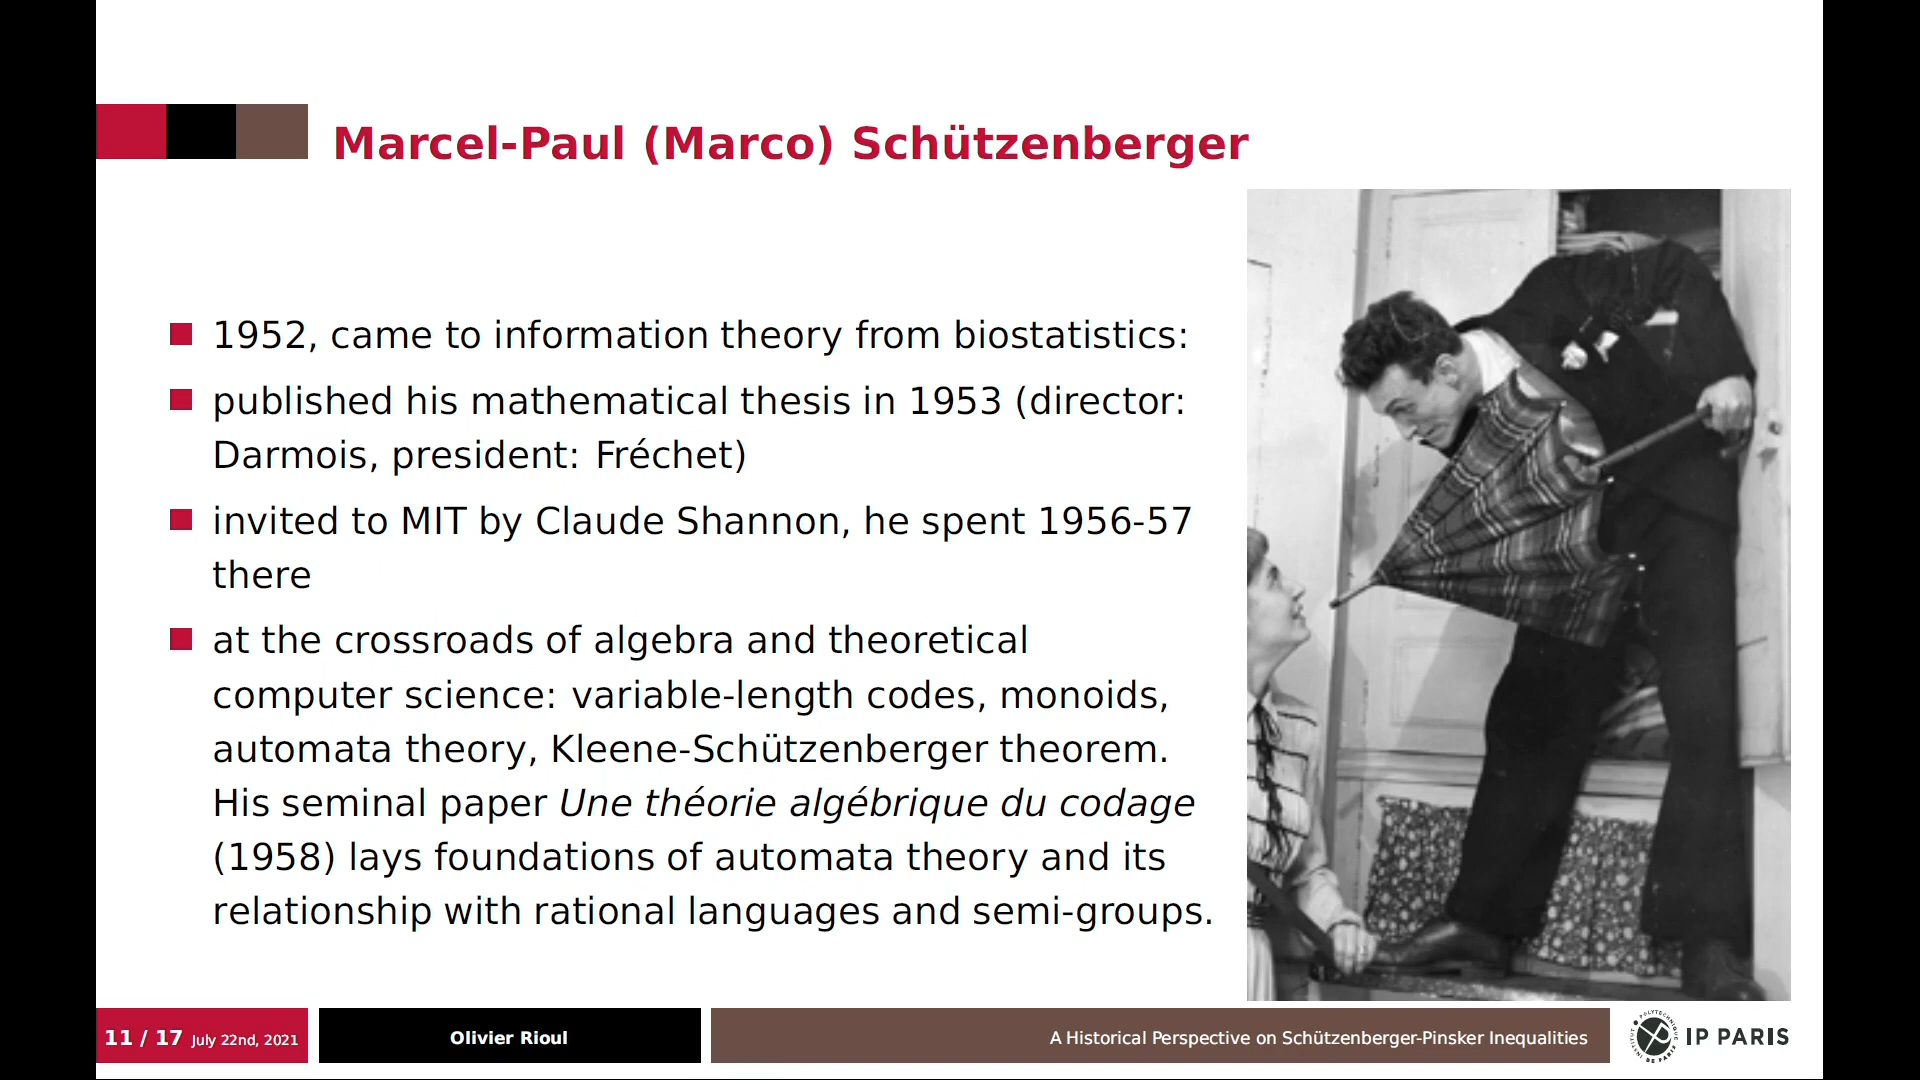 Marcel-Paul (Marco) Schützenberger
1952, came to information theory from biostatistics:
published his mathematical thesis in 1953 (director:
Darmois, president: Fréchet)
invited to MIT by Claude Shannon, he spent 1956-57
there
at the crossroads of algebra and theoretical
computer science: variable-length codes, monoids,
automata theory, Kleene-Schützenberger theorem.
His seminal paper Une théorie algébrique du codage
(1958) lays foundations of automata theory and its
relationship with rational languages and semi-groups.
11 / 17 July 22nd, 2021
Olivier Rioul
A Historical Perspective on Schützenberger-Pinsker Inequalities
INSTITUT POLYTECHNIQUE DE PARIS
IP PARIS